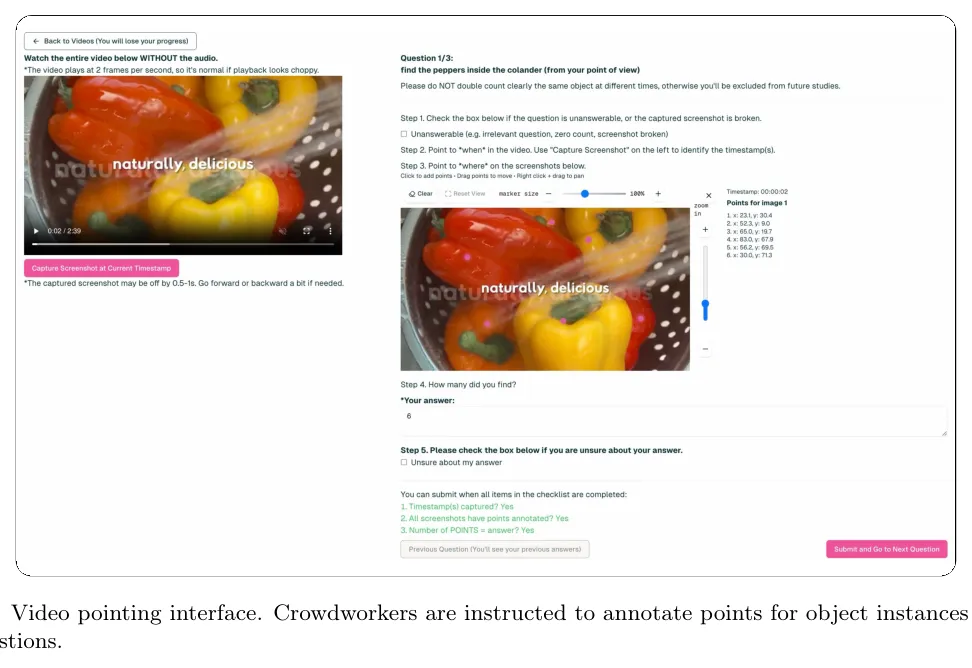 ← Back to Videos (You will lose your progress)
Watch the entire video below WITHOUT the audio.
*The video plays at 2 frames per second, so it's normal if playback looks choppy.
naturally, delicious
naturally, delicious
0:02 / 2:39
Capture Screenshot at Current Timestamp
*The captured screenshot may be off by 0.5-1s. Go forward or backward a bit if needed.
Question 1/3:
find the peppers inside the colander (from your point of view)
Please do NOT double count clearly the same object at different times, otherwise you'll be excluded from future studies.
Step 1. Check the box below if the question is unanswerable, or the captured screenshot is broken.
Unanswerable (e.g. irrelevant question, zero count, screenshot broken)
Step 2. Point to *when* in the video. Use "Capture Screenshot" on the left to identify the timestamp(s).
Step 3. Point to *where* on the screenshots below.
Click to add points • Drag points to move • Right click + drag to pan
Clear Reset View marker size − 100% +
zoom
in
+
−
naturally, delicious
naturally, delicious
Timestamp: 00:00:02
Points for image 1
1. x: 23.1, y: 30.4
2. x: 52.3, y: 9.0
3. x: 65.0, y: 19.7
4. x: 83.0, y: 67.9
5. x: 56.2, y: 69.5
6. x: 30.0, y: 71.3
Step 4. How many did you find?
*Your answer:
6
Step 5. Please check the box below if you are unsure about your answer.
Unsure about my answer
You can submit when all items in the checklist are completed:
1. Timestamp(s) captured? Yes
2. All screenshots have points annotated? Yes
3. Number of POINTS = answer? Yes
Previous Question (You'll see your previous answers)
Submit and Go to Next Question
Video pointing interface. Crowdworkers are instructed to annotate points for object instances
stions.